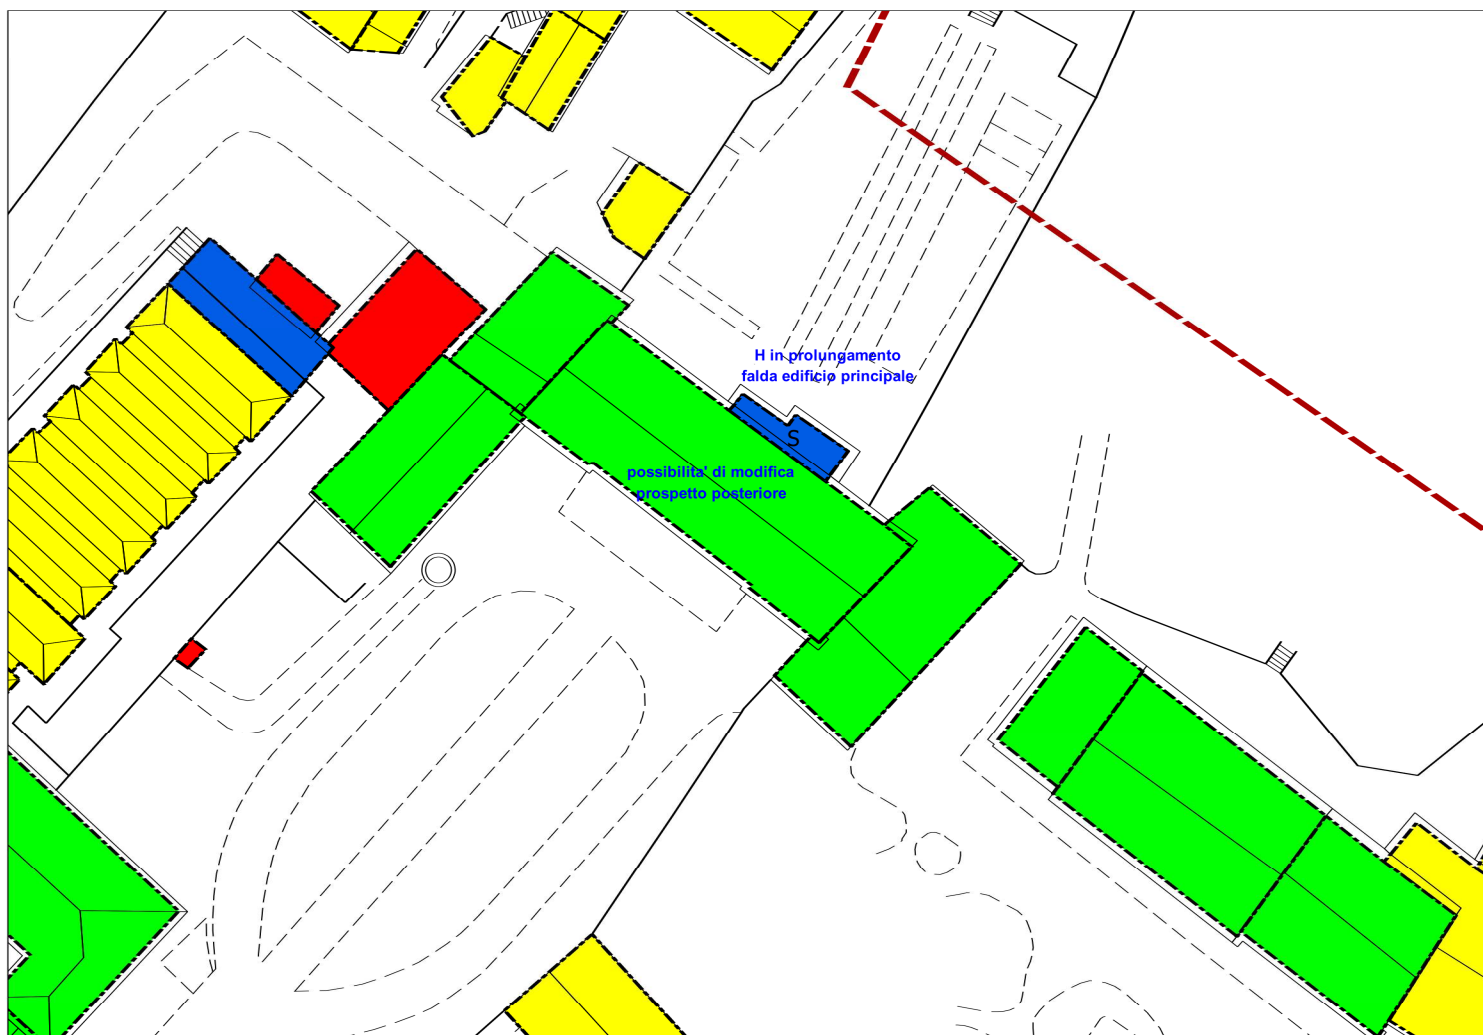 H in prolungamento
falda edificio principale
S
possibilita' di modifica
prospetto posteriore